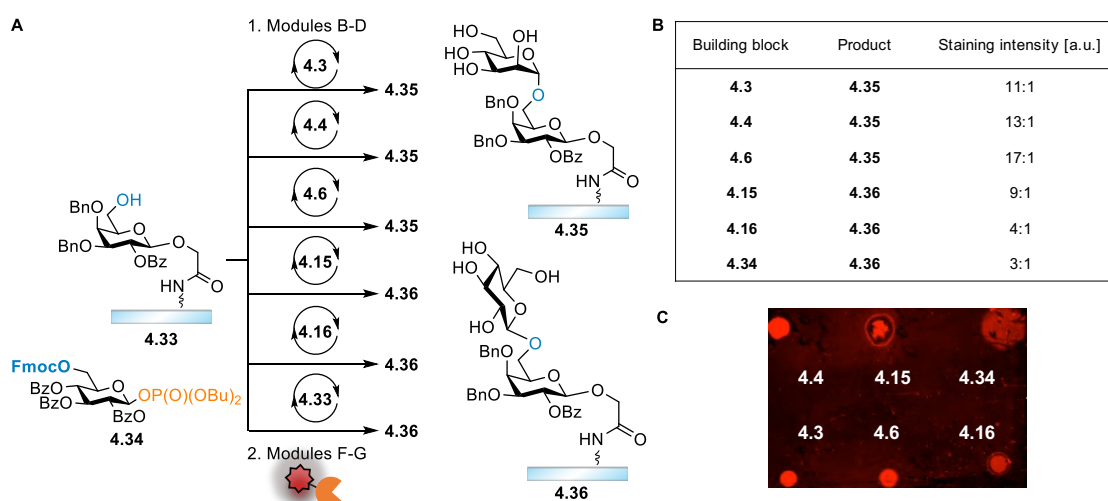 A
1. Modules B-D
4.3
4.35
4.4
4.35
4.6
4.35
4.15
4.36
4.16
4.36
4.33
4.36
2. Modules F-G
OH
BnO
O
BnO
O
OBz
HN
O
4.33
FmocO
BzO
O
BzO
BzO
OP(O)(OBu)2
4.34
HO
OH
HO
O
HO
O
BnO
O
BnO
O
OBz
HN
O
4.35
HO
OH
HO
O
HO
O
BnO
O
BnO
O
OBz
HN
O
4.36
B
Building block Product Staining intensity [a.u.]
4.3 4.35 11:1
4.4 4.35 13:1
4.6 4.35 17:1
4.15 4.36 9:1
4.16 4.36 4:1
4.34 4.36 3:1
C
4.4 4.15 4.34
4.3 4.6 4.16